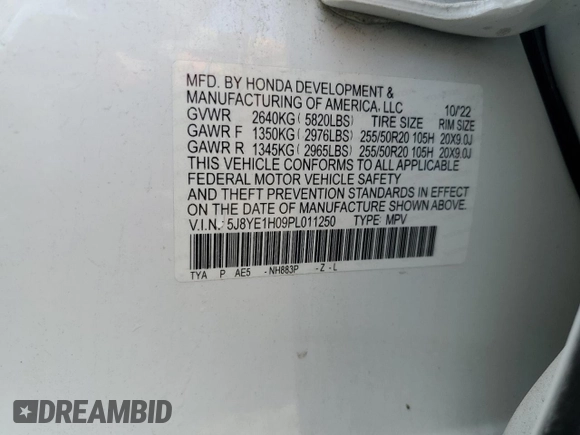 MFD. BY HONDA DEVELOPMENT &
MANUFACTURING OF AMERICA, LLC 10/'22
GVWR 2640KG ( 5820LBS) TIRE SIZE RIM SIZE
GAWR F 1350KG ( 2976LBS) 255/50R20 105H 20X9.0J
GAWR R 1345KG ( 2965LBS) 255/50R20 105H 20X9.0J
THIS VEHICLE CONFORMS TO ALL APPLICABLE
FEDERAL MOTOR VEHICLE SAFETY
AND THEFT PREVENTION STANDARDS IN EFFECT
ON THE DATE OF MANUFACTURE SHOWN ABOVE.
V.I.N.: 5J8YE1H09PL011250 TYPE: MPV
TYA P AE5 -NH883P -Z-L
DREAMBID